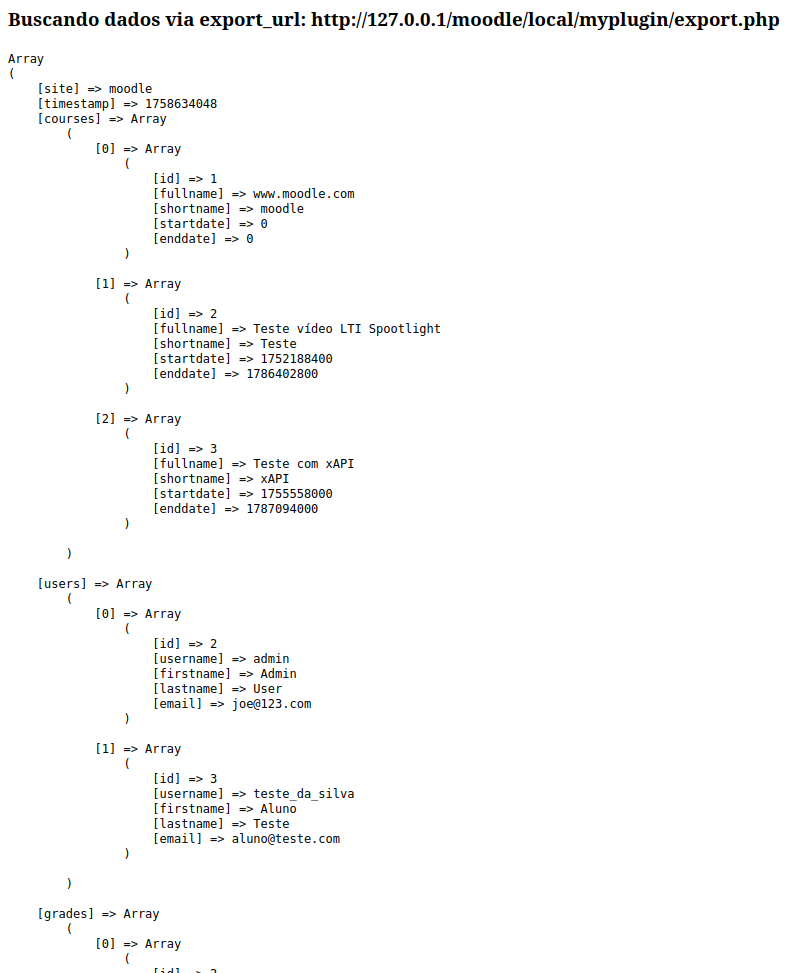 Buscando dados via export_url: http://127.0.0.1/moodle/local/myplugin/export.php
Array
(
    [site] => moodle
    [timestamp] => 1758634048
    [courses] => Array
        (
            [0] => Array
                (
                    [id] => 1
                    [fullname] => www.moodle.com
                    [shortname] => moodle
                    [startdate] => 0
                    [enddate] => 0
                )
            [1] => Array
                (
                    [id] => 2
                    [fullname] => Teste vídeo LTI Spootlight
                    [shortname] => Teste
                    [startdate] => 1752188400
                    [enddate] => 1786402800
                )
            [2] => Array
                (
                    [id] => 3
                    [fullname] => Teste com xAPI
                    [shortname] => xAPI
                    [startdate] => 1755558000
                    [enddate] => 1787094000
                )
        )
    [users] => Array
        (
            [0] => Array
                (
                    [id] => 2
                    [username] => admin
                    [firstname] => Admin
                    [lastname] => User
                    [email] => joe@123.com
                )
            [1] => Array
                (
                    [id] => 3
                    [username] => teste_da_silva
                    [firstname] => Aluno
                    [lastname] => Teste
                    [email] => aluno@teste.com
                )
        )
    [grades] => Array
        (
            [0] => Array
                (
                    [id] =>